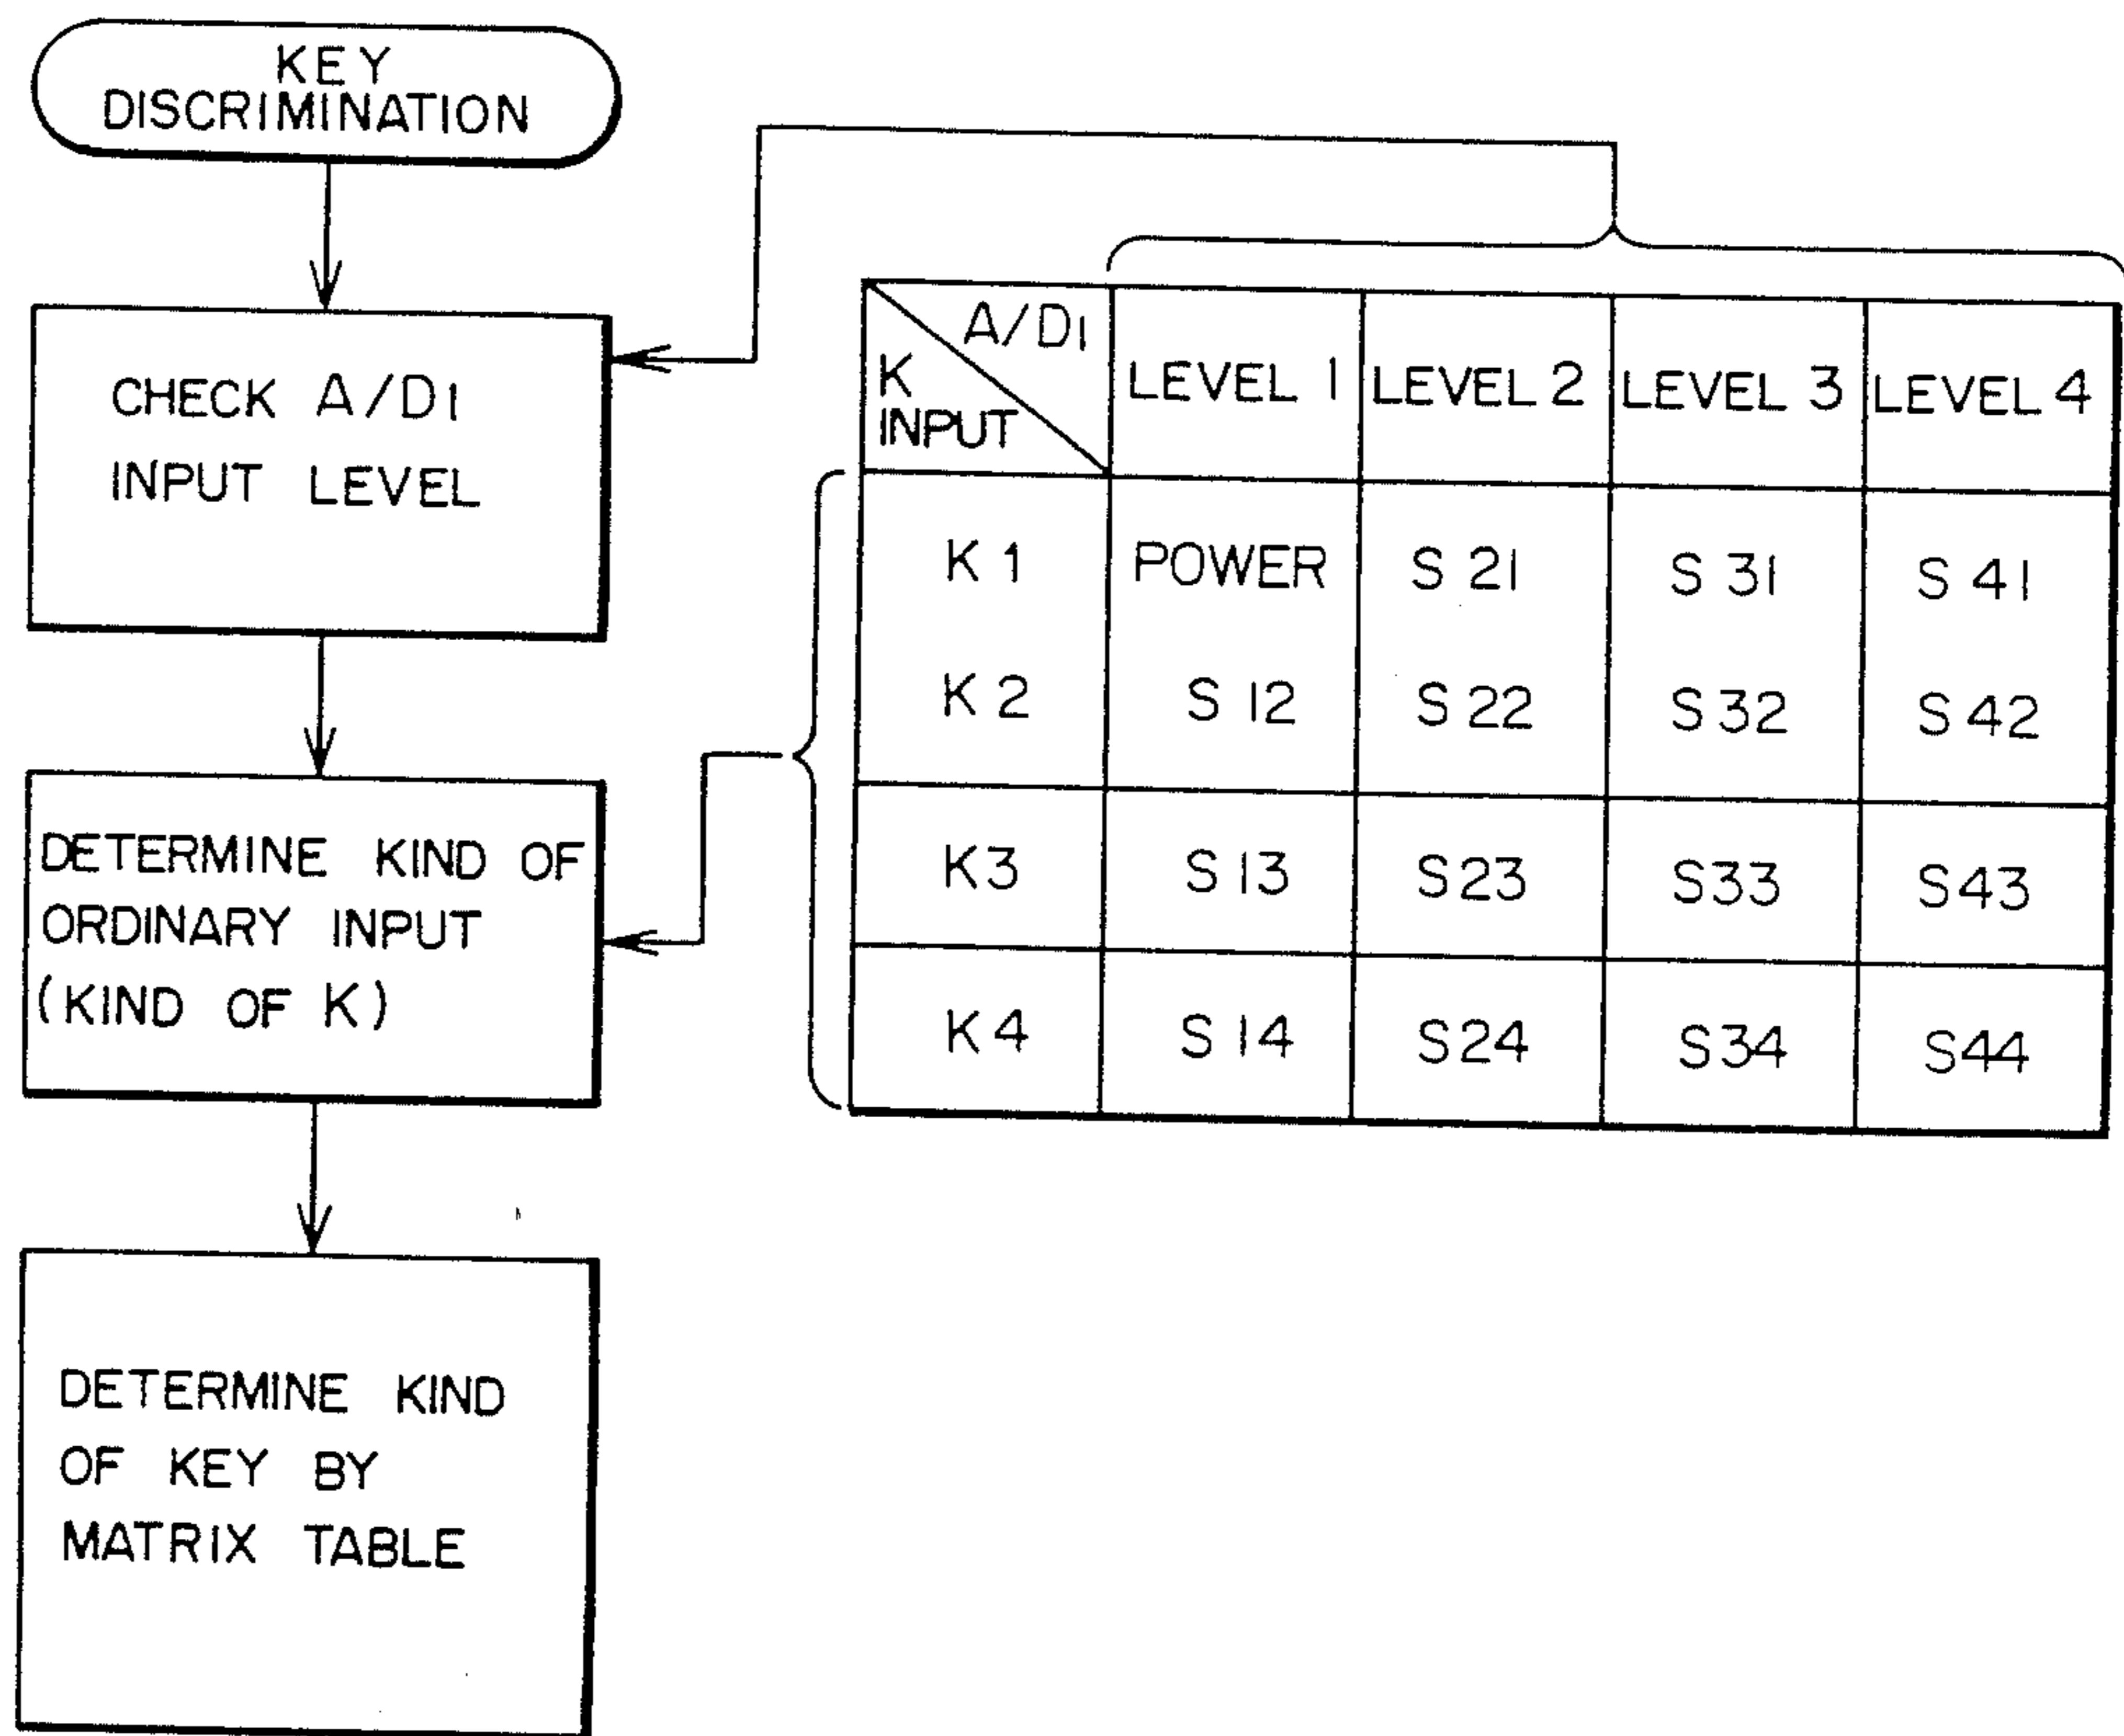 KEY
DISCRIMINATION
CHECK A/D1
INPUT LEVEL
DETERMINE KIND OF
ORDINARY INPUT
(KIND OF K)
DETERMINE KIND
OF KEY BY
MATRIX TABLE
A/D1
K
INPUT
LEVEL 1 LEVEL 2 LEVEL 3 LEVEL 4
K1 POWER S21 S31 S41
K2 S12 S22 S32 S42
K3 S13 S23 S33 S43
K4 S14 S24 S34 S44